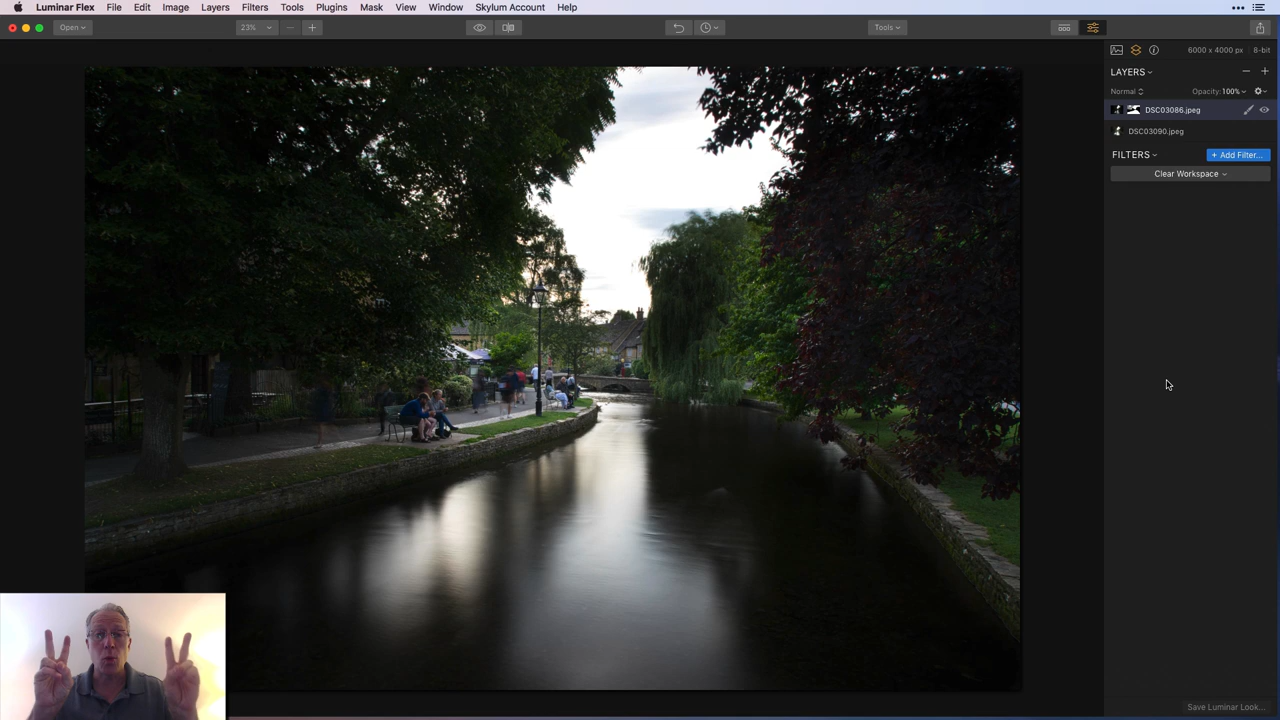 Luminar Flex File Edit Image Layers Filters Tools Plugins Mask View Window Skylum Account Help
Open 23% Tools
6000 x 4000 px 8-bit
LAYERS
Normal Opacity: 100%
DSC03086.jpeg
DSC03090.jpeg
FILTERS + Add Filter...
Clear Workspace
Save Luminar Look...